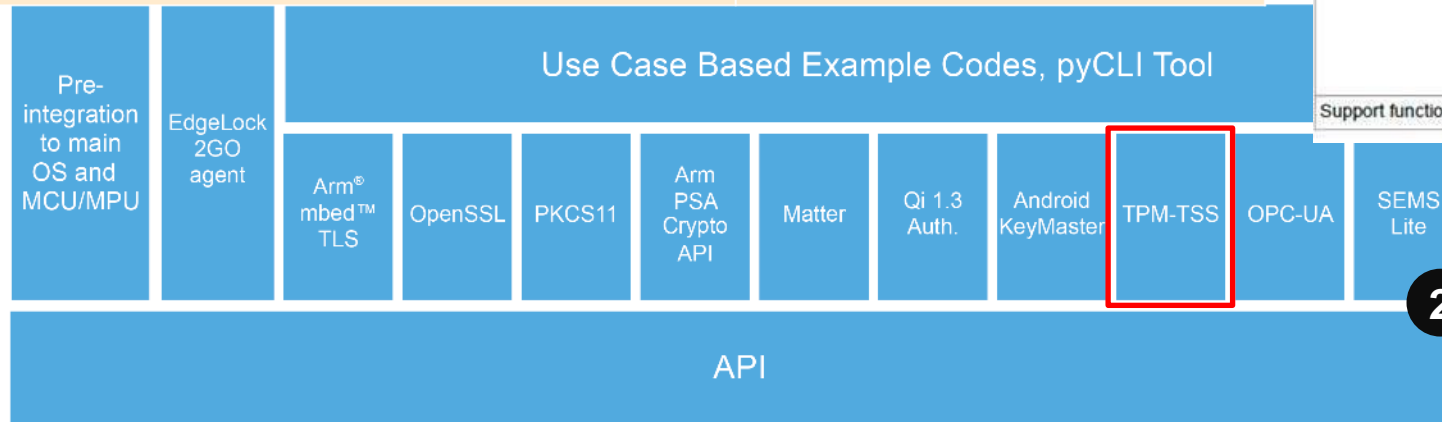 Use Case Based Example Codes, pyCLI Tool
Pre-
integration
to main
OS and
MCU/MPU
EdgeLock
2GO
agent
Support functio
Arm®
mbed™
TLS
OpenSSL
PKCS11
Arm
PSA
Crypto
API
Matter
Qi 1.3
Auth.
Android
KeyMaster
TPM-TSS
OPC-UA
SEMS
Lite
2
API